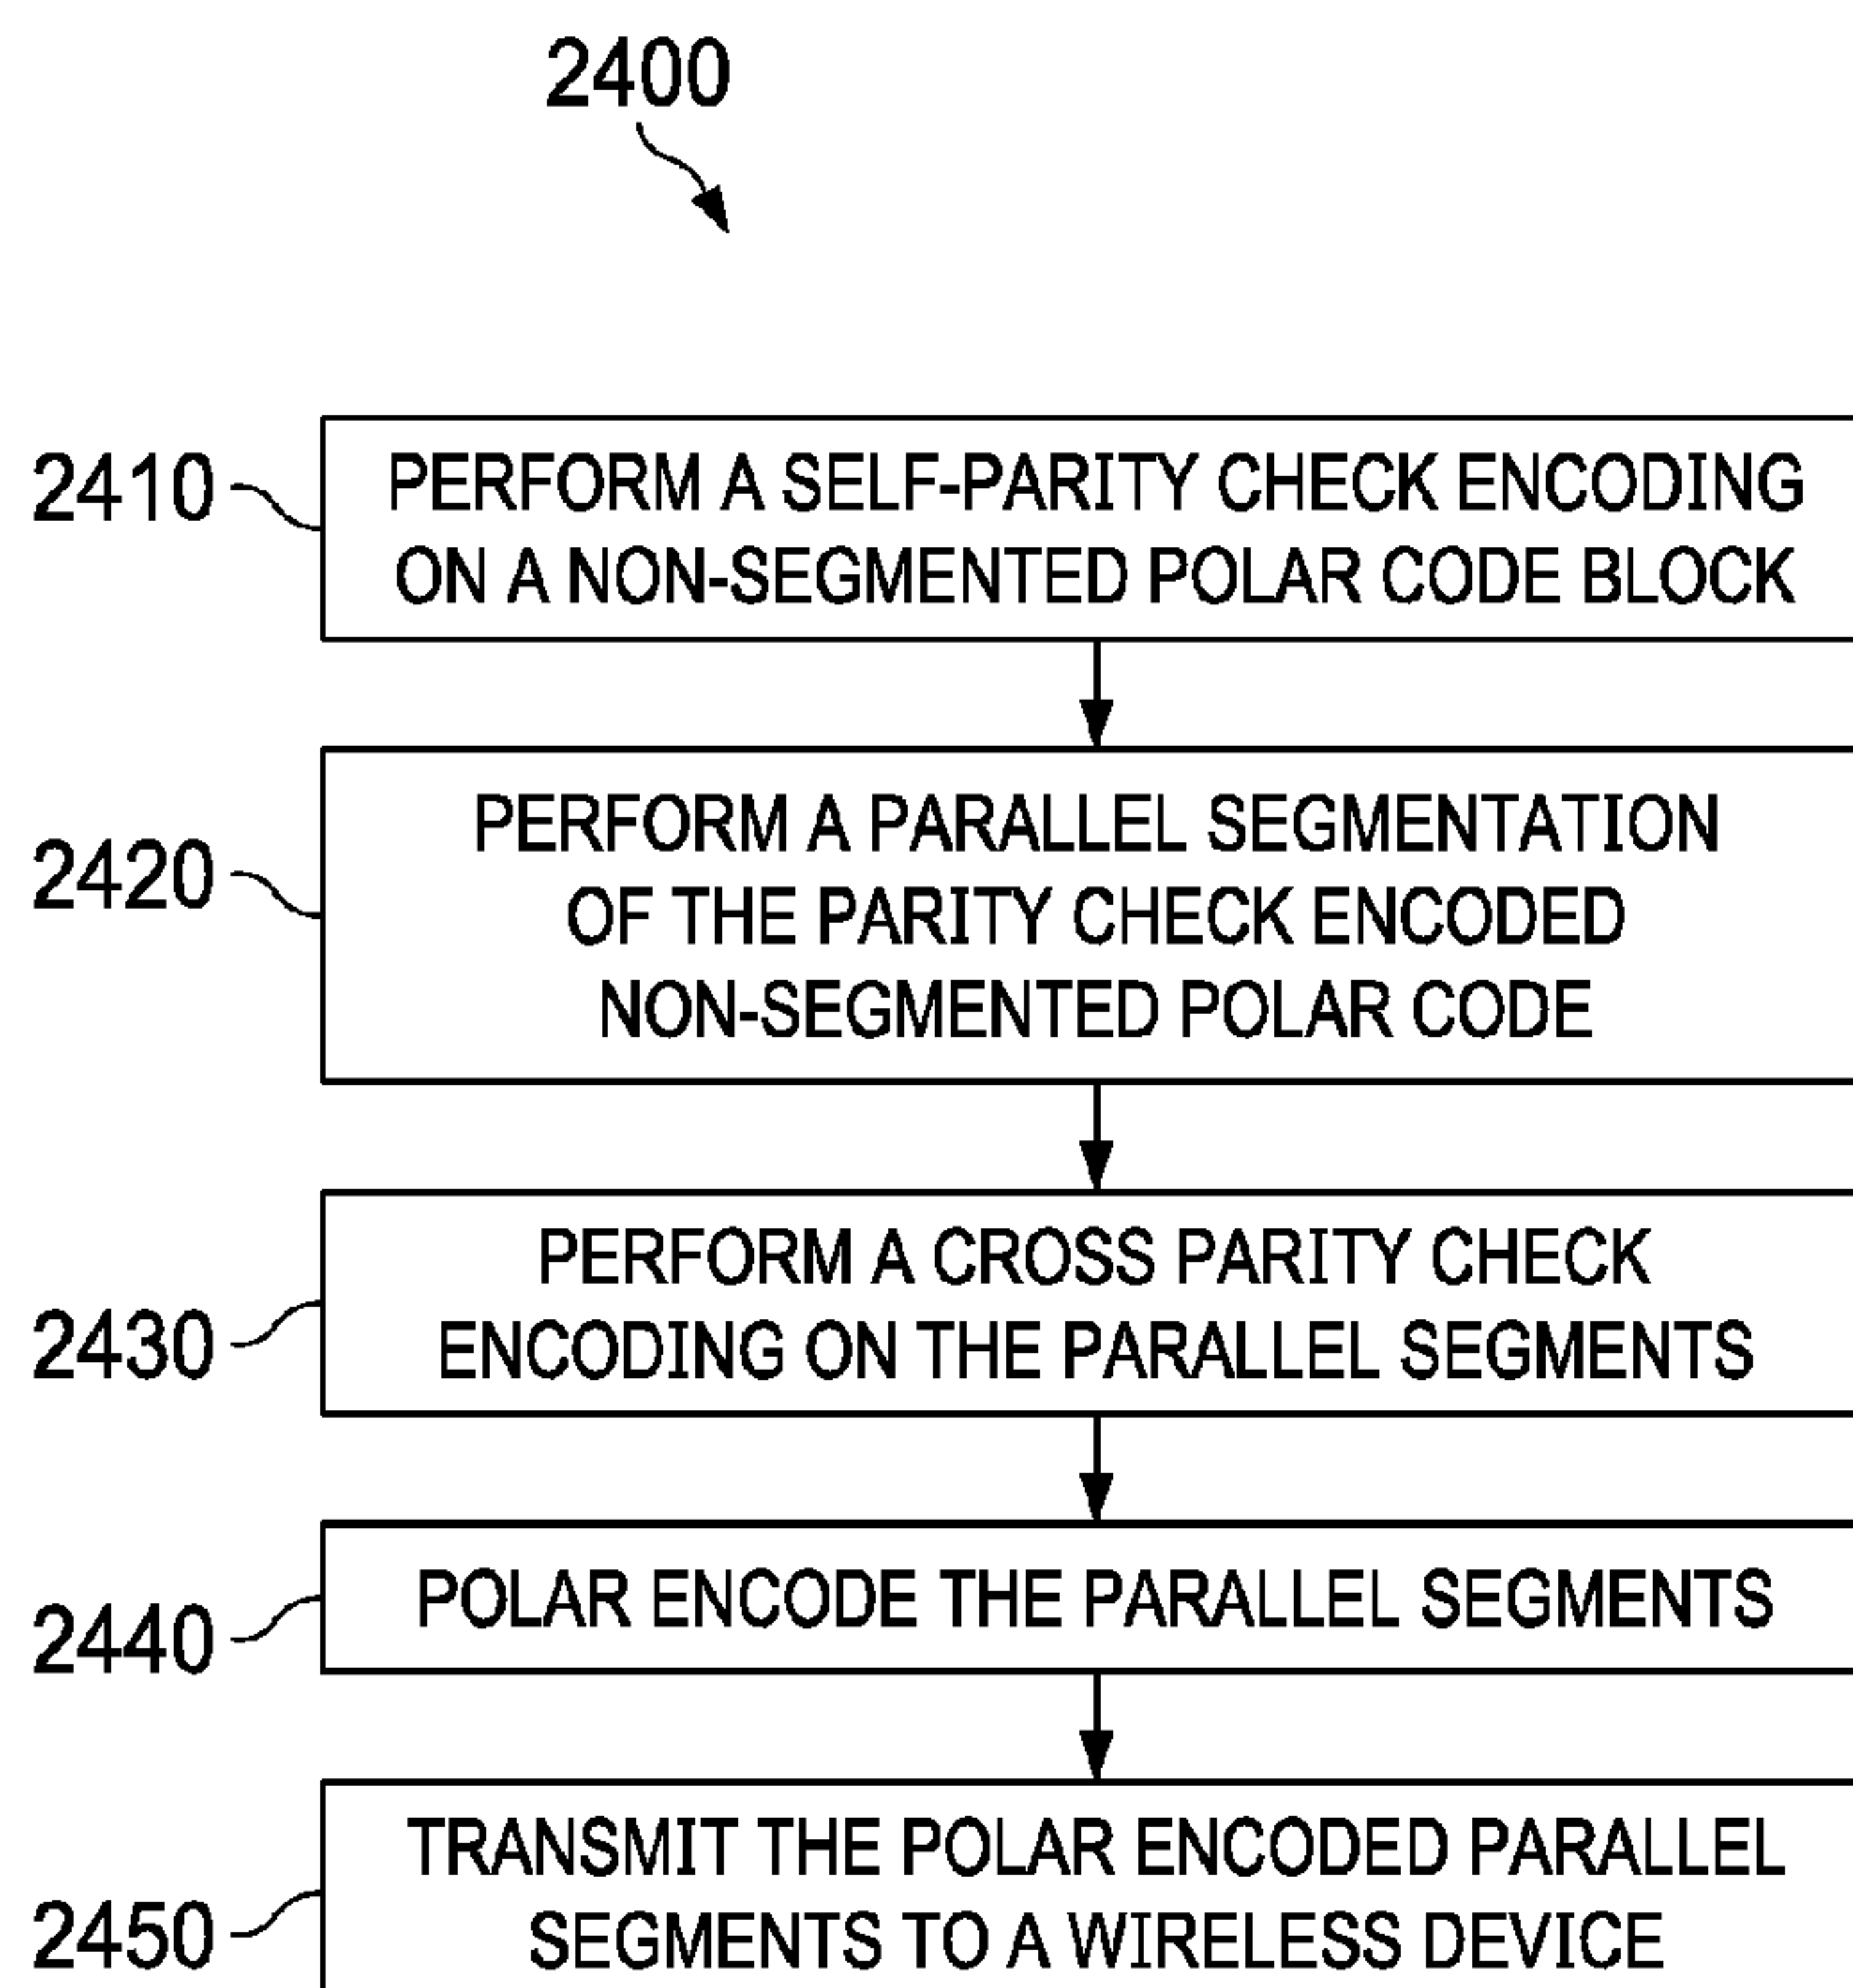 2400
2410
PERFORM A SELF-PARITY CHECK ENCODING
ON A NON-SEGMENTED POLAR CODE BLOCK
2420
PERFORM A PARALLEL SEGMENTATION
OF THE PARITY CHECK ENCODED
NON-SEGMENTED POLAR CODE
2430
PERFORM A CROSS PARITY CHECK
ENCODING ON THE PARALLEL SEGMENTS
2440
POLAR ENCODE THE PARALLEL SEGMENTS
2450
TRANSMIT THE POLAR ENCODED PARALLEL
SEGMENTS TO A WIRELESS DEVICE